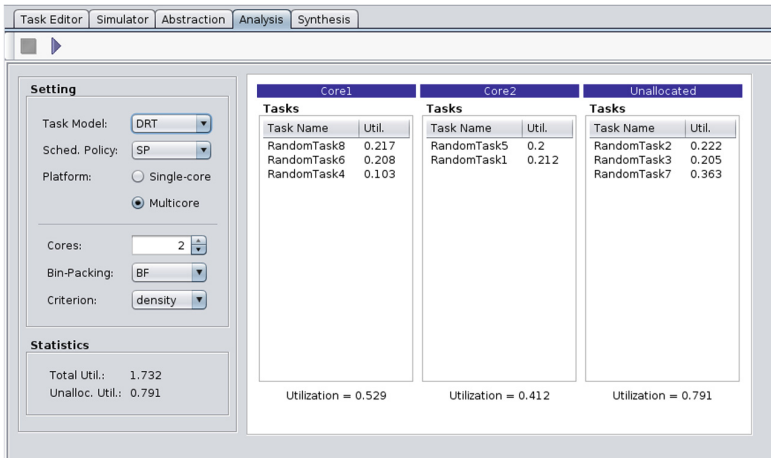 Task Editor Simulator Abstraction Analysis Synthesis
Setting
Task Model: DRT
Sched. Policy: SP
Platform: Single-core
Multicore
Cores: 2
Bin-Packing: BF
Criterion: density
Statistics
Total Util.: 1.732
Unalloc. Util.: 0.791
Core1
Tasks
Task Name Util.
RandomTask8 0.217
RandomTask6 0.208
RandomTask4 0.103
Utilization = 0.529
Core2
Tasks
Task Name Util.
RandomTask5 0.2
RandomTask1 0.212
Utilization = 0.412
Unallocated
Tasks
Task Name Util.
RandomTask2 0.222
RandomTask3 0.205
RandomTask7 0.363
Utilization = 0.791